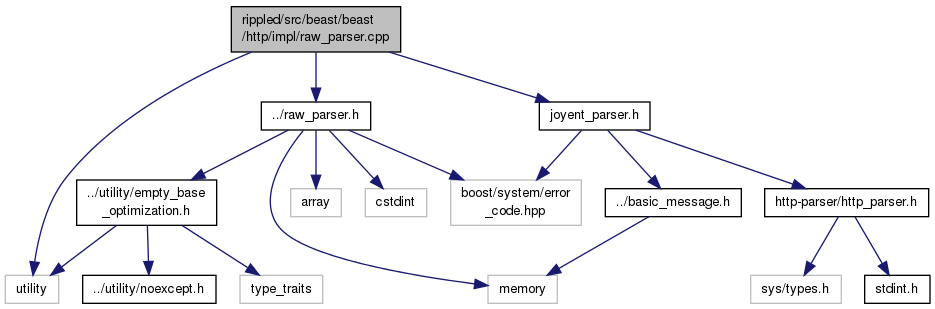 rippled/src/beast/beast
/http/impl/raw_parser.cpp
../raw_parser.h
joyent_parser.h
../utility/empty_base
_optimization.h
array
cstdint
boost/system/error
_code.hpp
../basic_message.h
http-parser/http_parser.h
utility
../utility/noexcept.h
type_traits
memory
sys/types.h
stdint.h